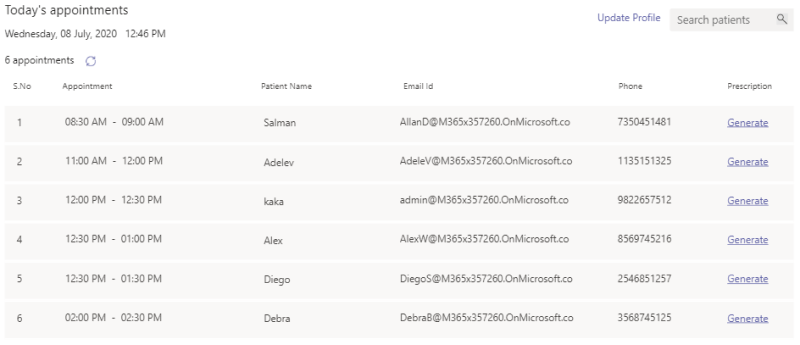 Today's appointments
Update Profile
Search patients
Wednesday, 08 July, 2020 12:46 PM
6 appointments
S.No Appointment Patient Name Email Id Phone Prescription
1 08:30 AM - 09:00 AM Salman AllanD@M365x357260.OnMicrosoft.co 7350451481 Generate
2 11:00 AM - 12:00 PM Adelev AdeleV@M365x357260.OnMicrosoft.co 1135151325 Generate
3 12:00 PM - 12:30 PM kaka admin@M365x357260.OnMicrosoft.co 9822657512 Generate
4 12:30 PM - 01:00 PM Alex AlexW@M365x357260.OnMicrosoft.co 8569745216 Generate
5 12:30 PM - 01:30 PM Diego DiegoS@M365x357260.OnMicrosoft.co 2546851257 Generate
6 02:00 PM - 02:30 PM Debra DebraB@M365x357260.OnMicrosoft.co 3568745125 Generate